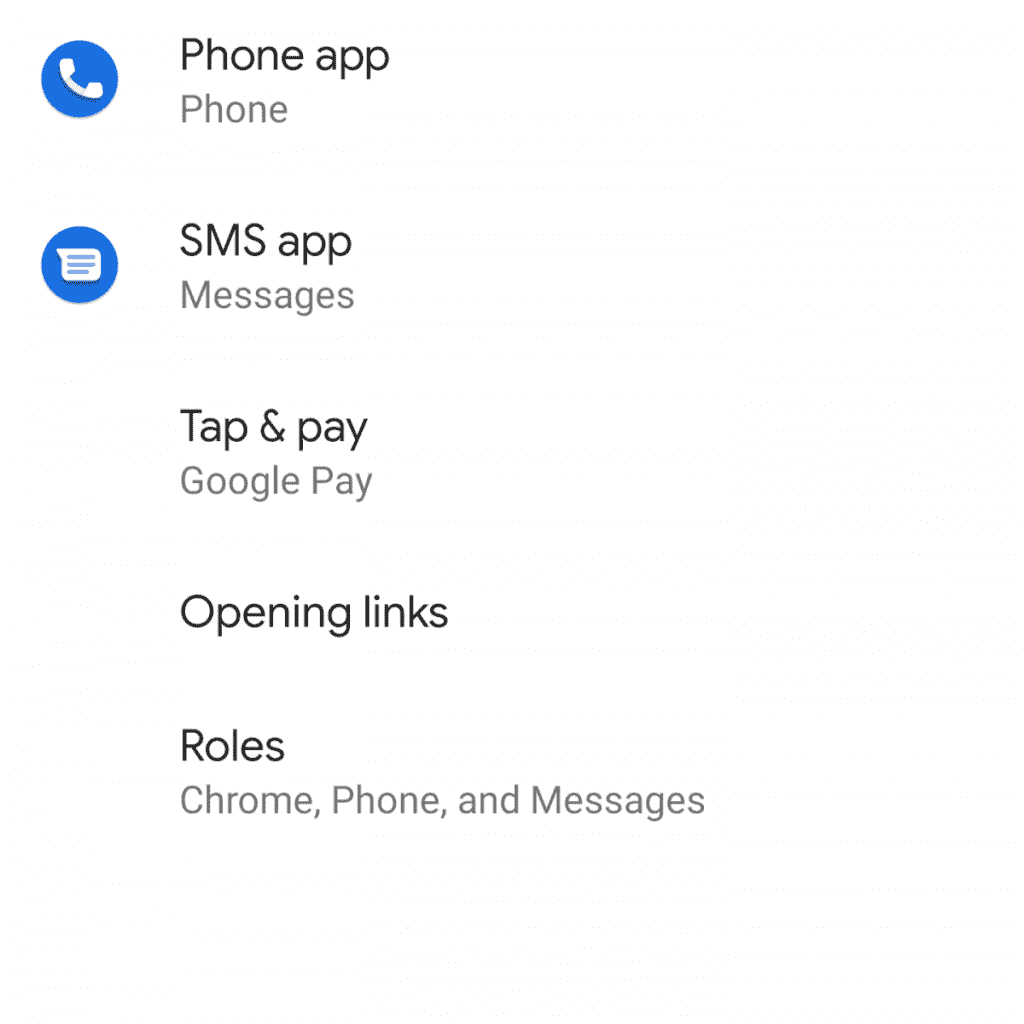 Phone app
Phone
SMS app
Messages
Tap & pay
Google Pay
Opening links
Roles
Chrome, Phone, and Messages